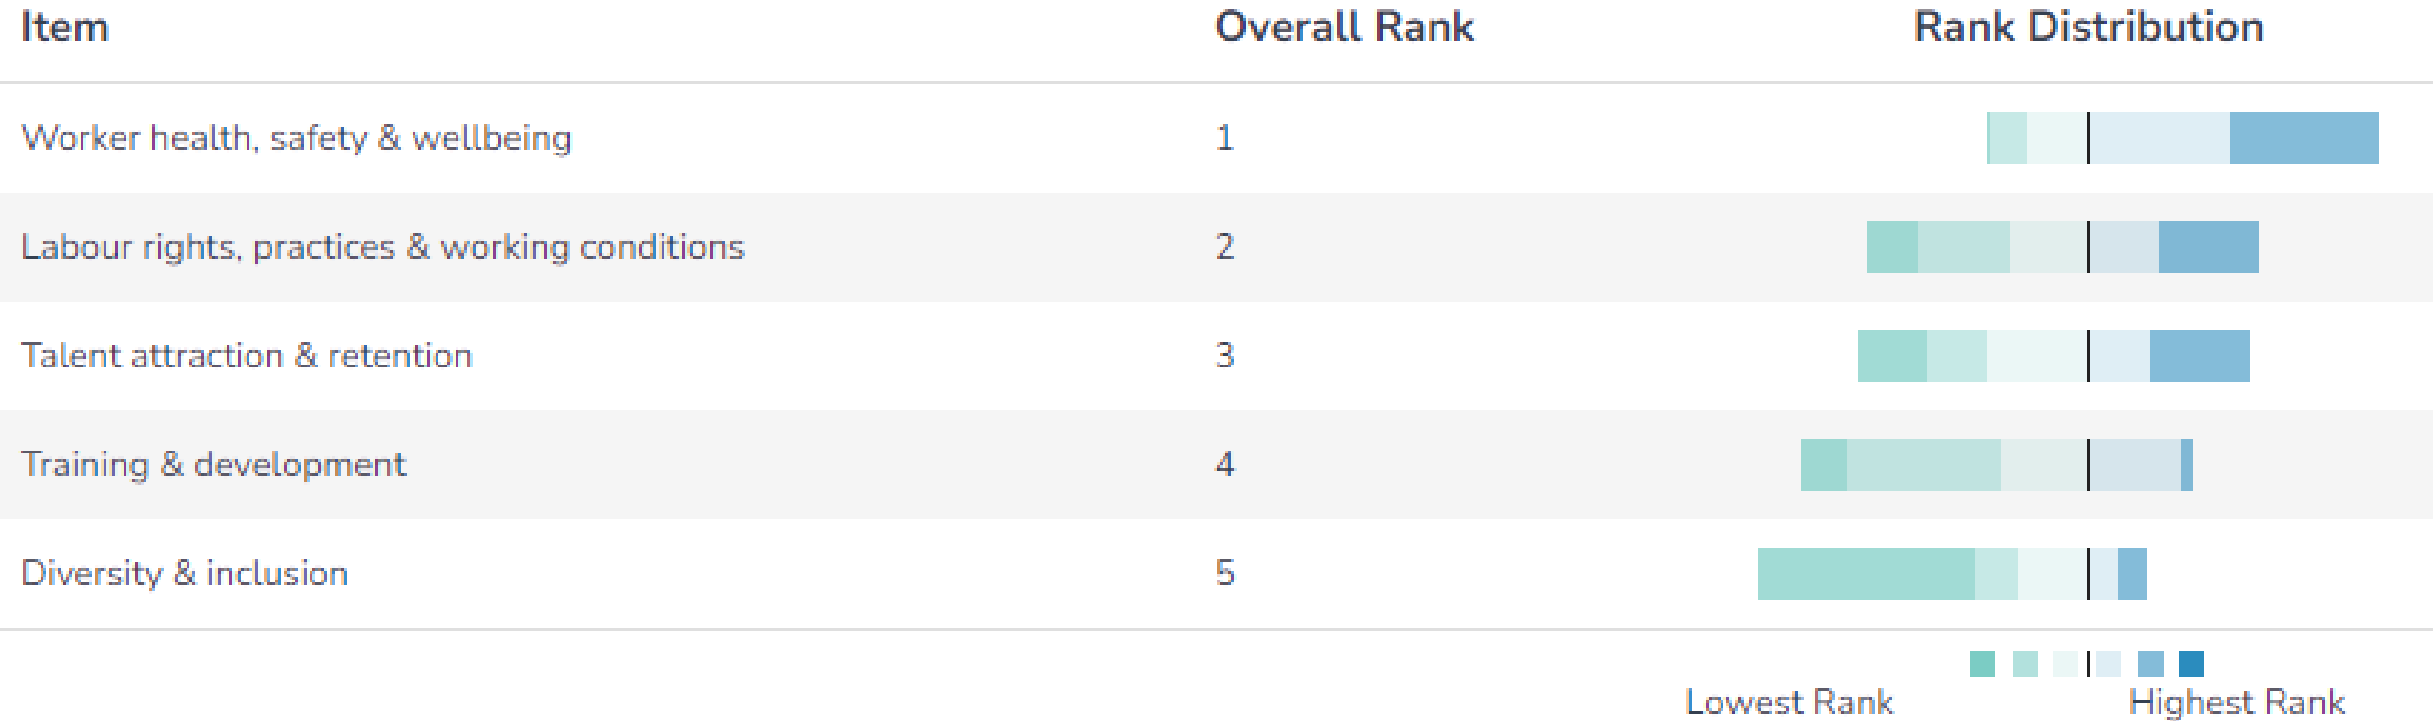 Item Overall Rank Rank Distribution
Worker health, safety & wellbeing 1
Labour rights, practices & working conditions 2
Talent attraction & retention 3
Training & development 4
Diversity & inclusion 5
Lowest Rank Highest Rank